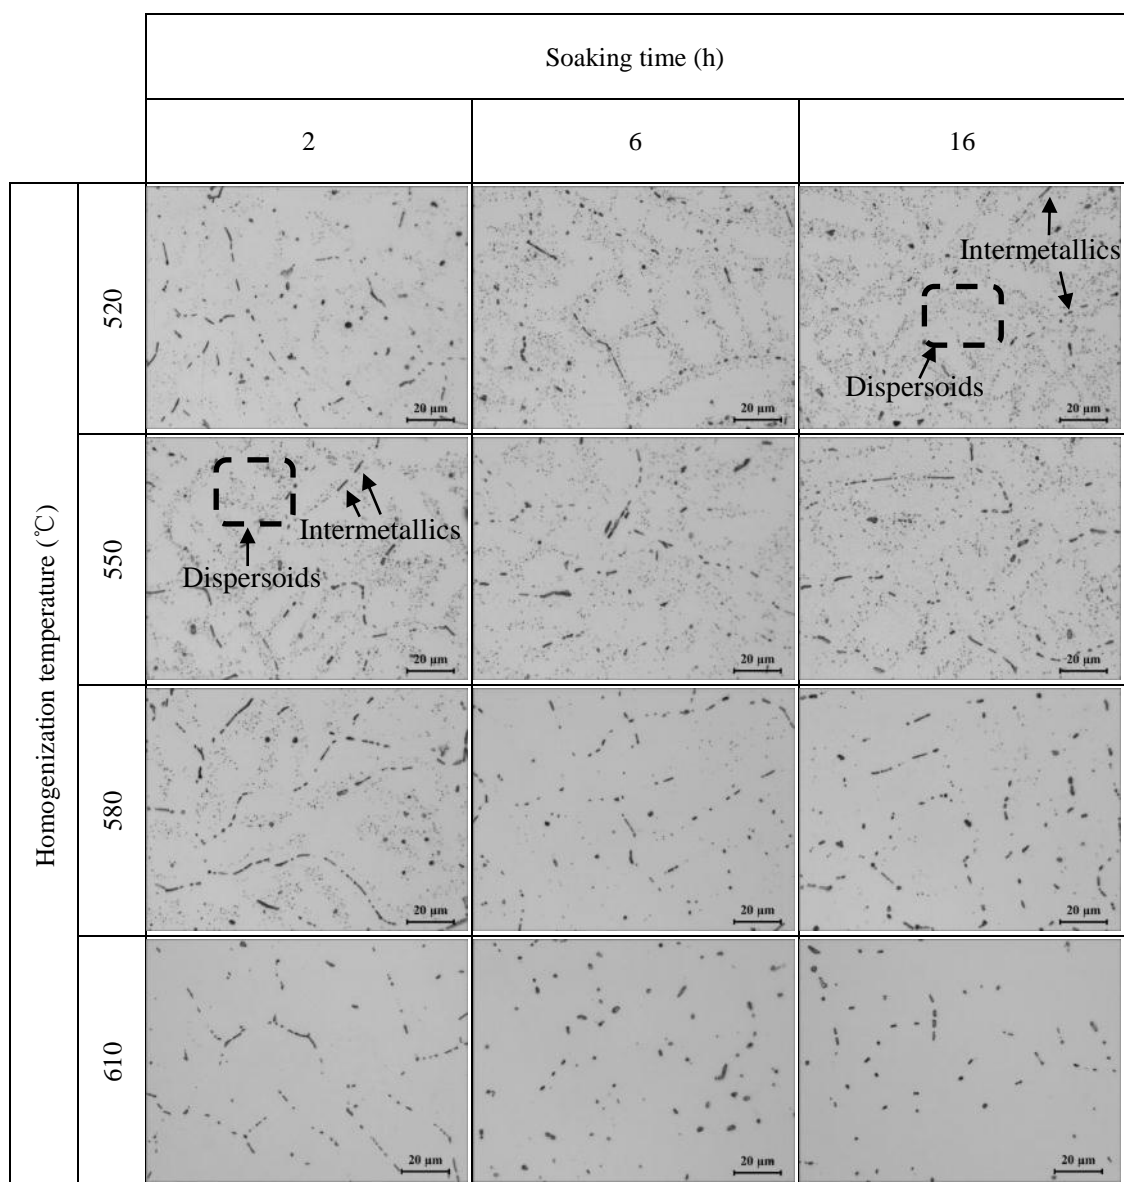 Soaking time (h)
2 6 16
Homogenization temperature (℃)
520
Intermetallics
Dispersoids
20 µm 20 µm 20 µm
550
Intermetallics
Dispersoids
20 µm 20 µm 20 µm
580
20 µm 20 µm 20 µm
610
20 µm 20 µm 20 µm